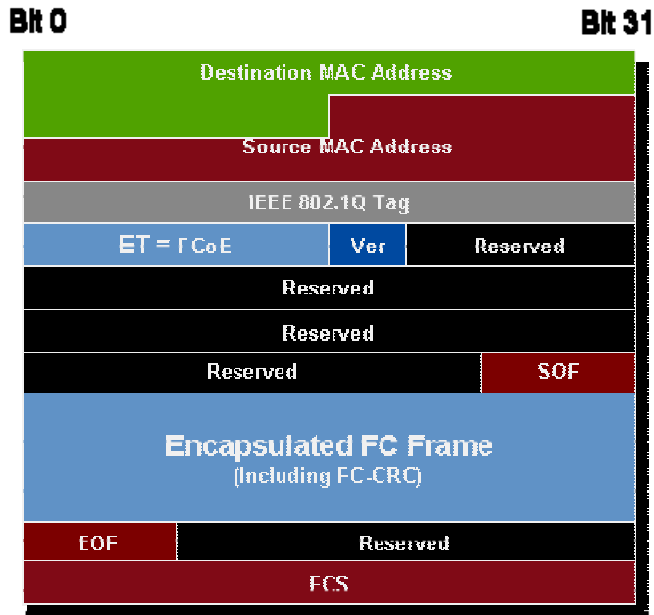 Bit 0 Bit 31
Destination MAC Address
Source MAC Address
IEEE 802.1Q Tag
ET = FCoE Ver Reserved
Reserved
Reserved
Reserved SOF
Encapsulated FC Frame
(Including FC-CRC)
EOF Reserved
FCS